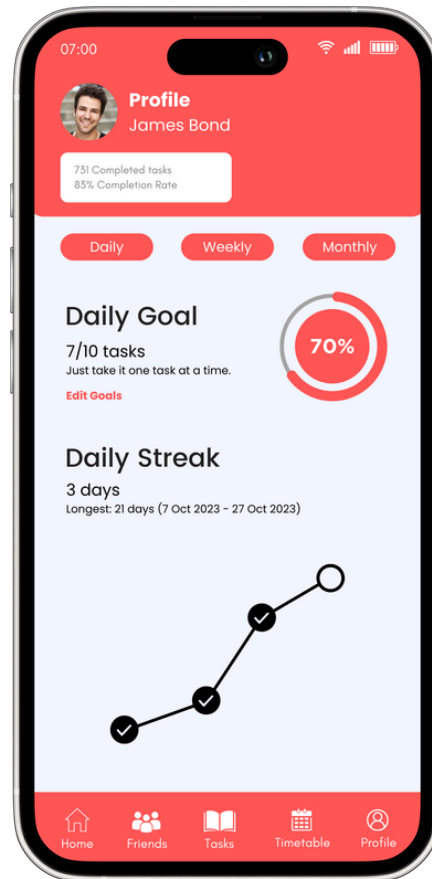 07:00
Profile
James Bond
731 Completed tasks
83% Completion Rate
Daily
Weekly
Monthly
Daily Goal
7/10 tasks
Just take it one task at a time.
Edit Goals
70%
Daily Streak
3 days
Longest: 21 days (7 Oct 2023 - 27 Oct 2023)
Home
Friends
Tasks
Timetable
Profile